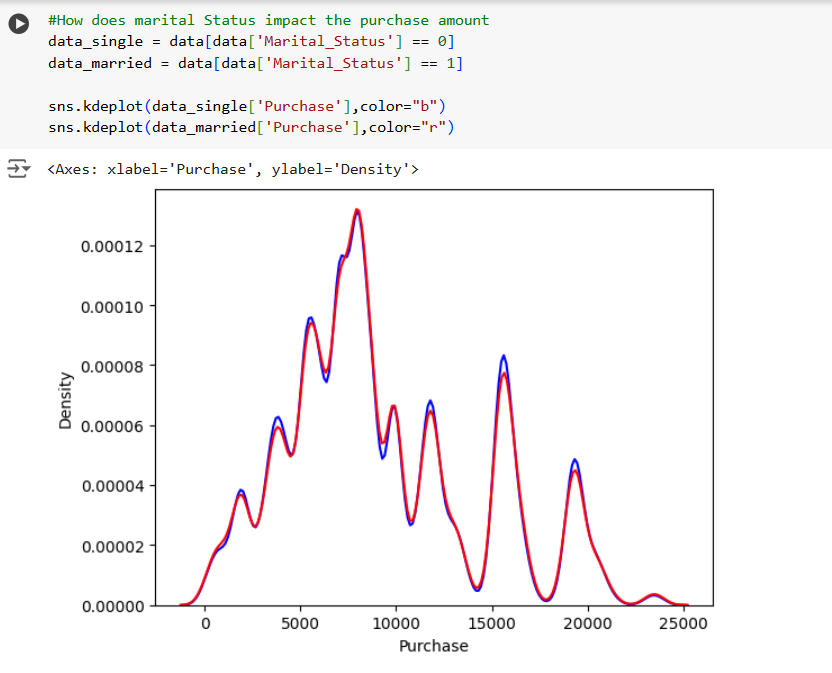 #How does marital Status impact the purchase amount
data_single = data[data['Marital_Status'] == 0]
data_married = data[data['Marital_Status'] == 1]
sns.kdeplot(data_single['Purchase'],color="b")
sns.kdeplot(data_married['Purchase'],color="r")
<Axes: xlabel='Purchase', ylabel='Density'>
0.00012
0.00010
0.00008
0.00006
0.00004
0.00002
0.00000
Density
0 5000 10000 15000 20000 25000
Purchase